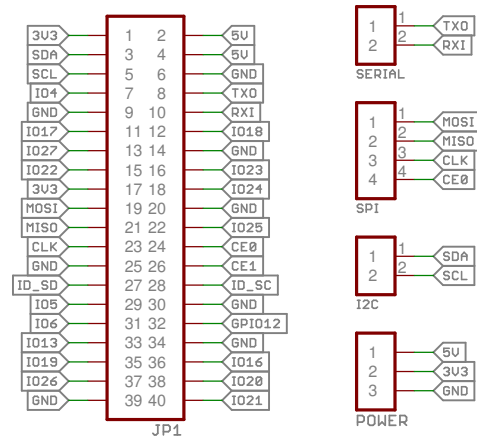 3V3 1 2 5V
SDA 3 4 5V
SCL 5 6 GND
IO4 7 8 TXO
GND 9 10 RXI
IO17 11 12 IO18
IO27 13 14 GND
IO22 15 16 IO23
3V3 17 18 IO24
MOSI 19 20 GND
MISO 21 22 IO25
CLK 23 24 CE0
GND 25 26 CE1
ID_SD 27 28 ID_SC
IO5 29 30 GND
IO6 31 32 GPIO12
IO13 33 34 GND
IO19 35 36 IO16
IO26 37 38 IO20
GND 39 40 IO21
JP1
1 1 TXO
2 2 RXI
SERIAL
1 1 MOSI
2 2 MISO
3 3 CLK
4 4 CE0
SPI
1 1 SDA
2 2 SCL
I2C
1 5V
2 3V3
3 GND
POWER